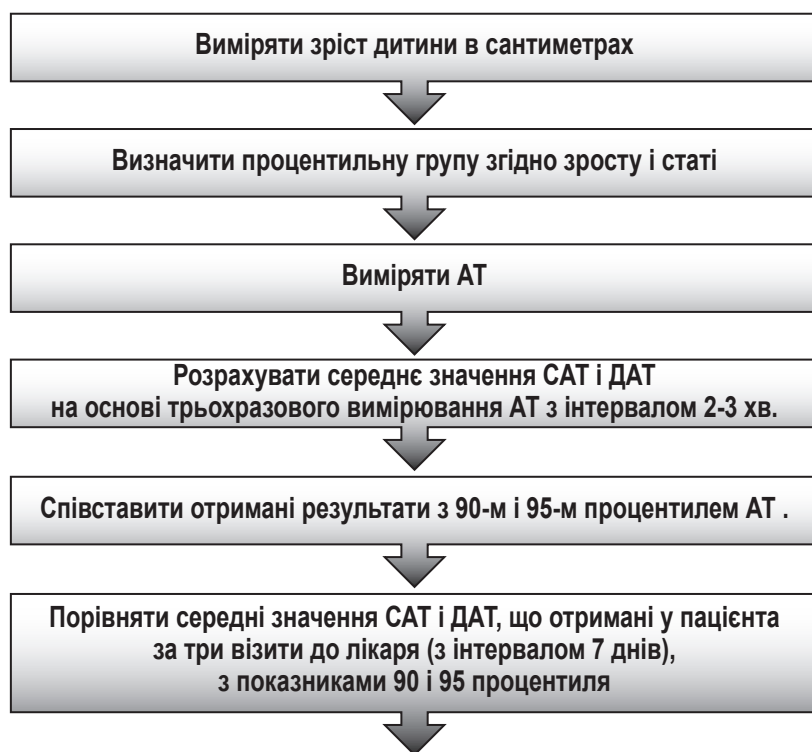 Виміряти зріст дитини в сантиметрах
Визначити процентильну групу згідно зросту і статі
Виміряти АТ
Розрахувати середнє значення САТ і ДАТ
на основі трьохразового вимірювання АТ з інтервалом 2-3 хв.
Співставити отримані результати з 90-м і 95-м процентилем АТ .
Порівняти середні значення САТ і ДАТ, що отримані у пацієнта
за три візити до лікаря (з інтервалом 7 днів),
з показниками 90 і 95 процентиля